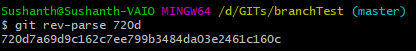 Sushanth@Sushanth-VAIO MINGW64 /d/GITs/branchTest (master)
$ git rev-parse 720d
720d7a69d9c162c7ee799b3484da03e2461c160c